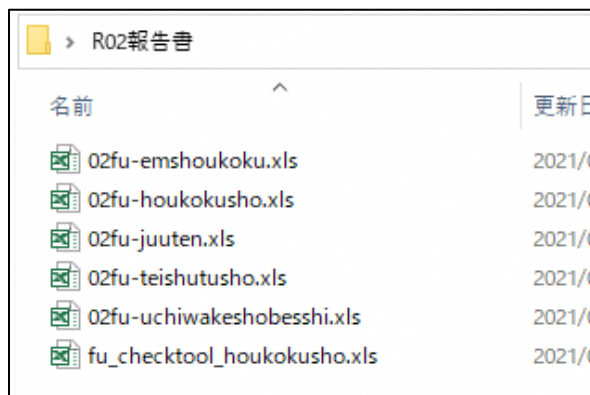 R02報告書
名前 更新日
02fu-emshoukoku.xls 2021/0
02fu-houkokusho.xls 2021/0
02fu-juuten.xls 2021/0
02fu-teishutusho.xls 2021/0
02fu-uchiwakeshobesshi.xls 2021/0
fu_checktool_houkokusho.xls 2021/0